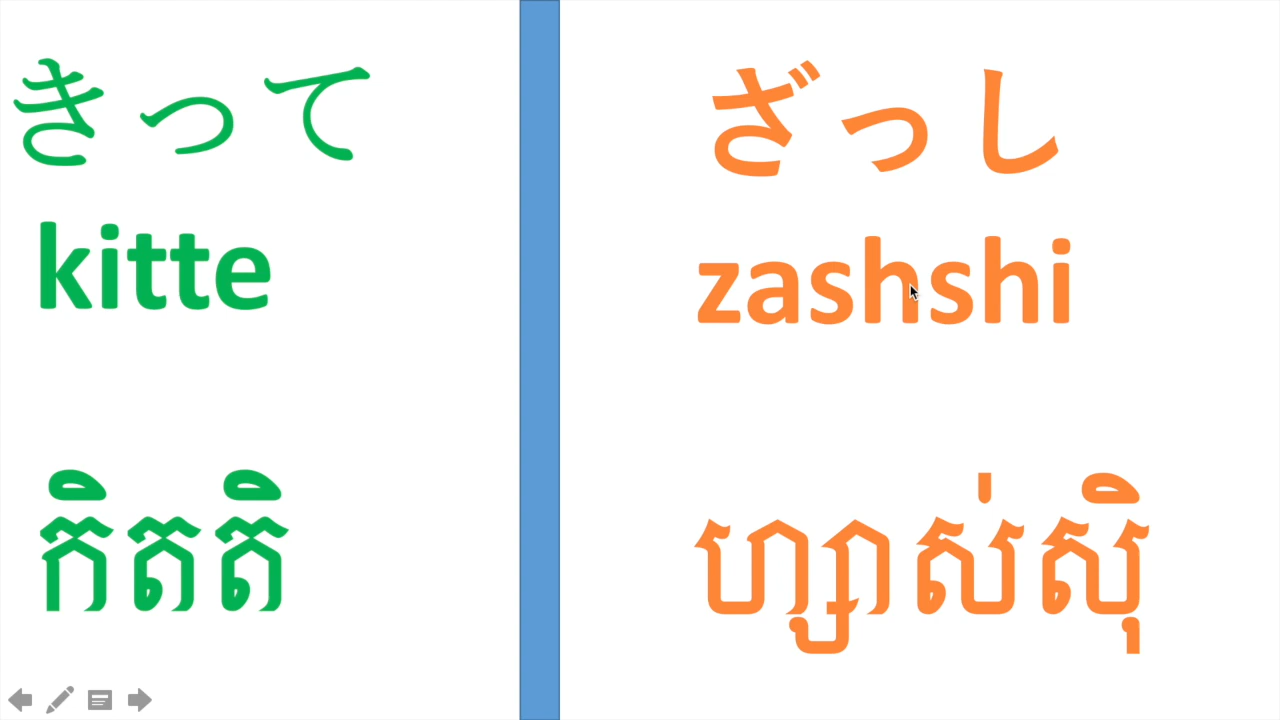 きって
kitte
កិតតិ
ざっし
zashshi
ហ្សាស់ស៊ិ